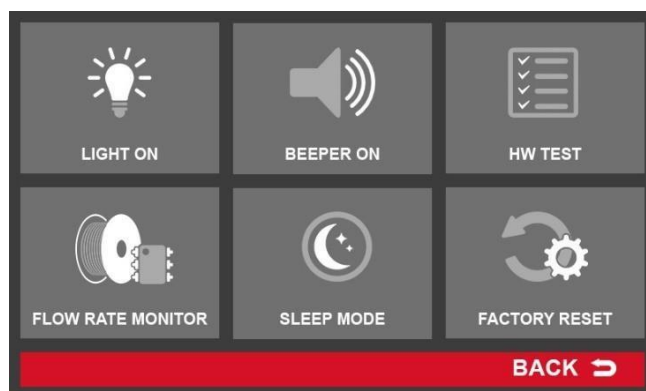 LIGHT ON
BEEPER ON
HW TEST
FLOW RATE MONITOR
SLEEP MODE
FACTORY RESET
BACK